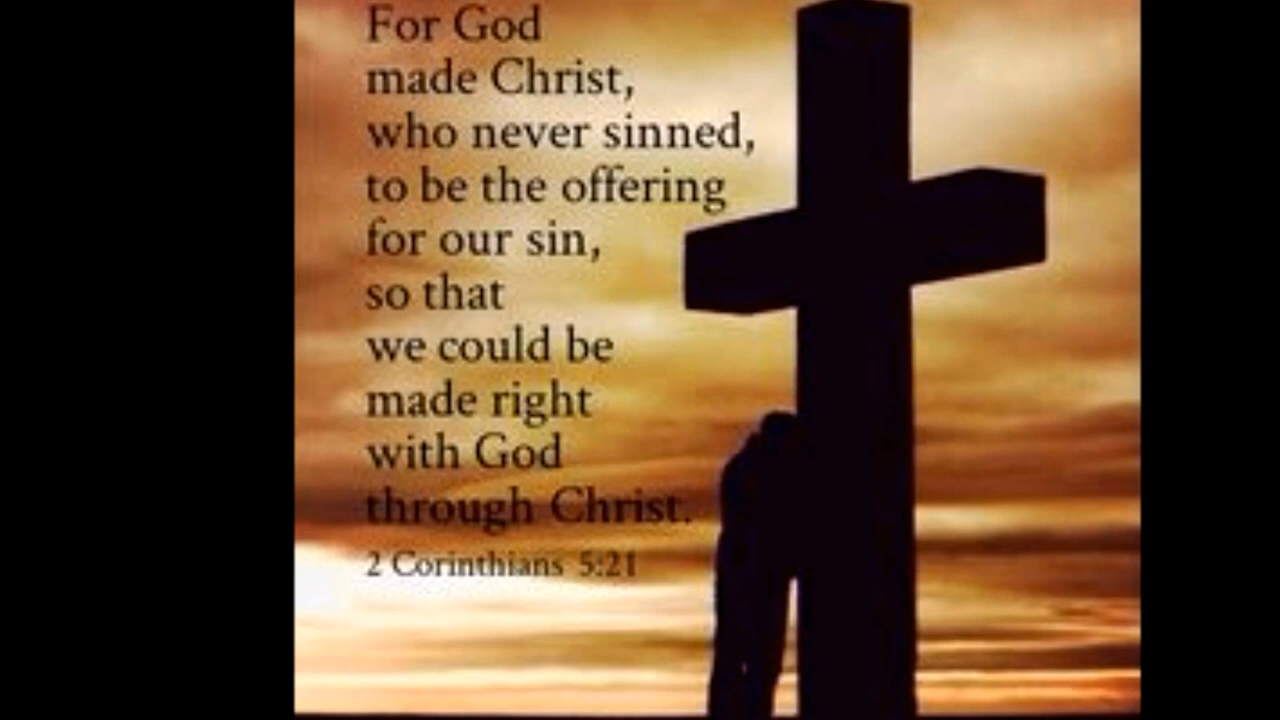 For God
made Christ,
who never sinned,
to be the offering
for our sin,
so that
we could be
made right
with God
through Christ.
2 Corinthians 5:21